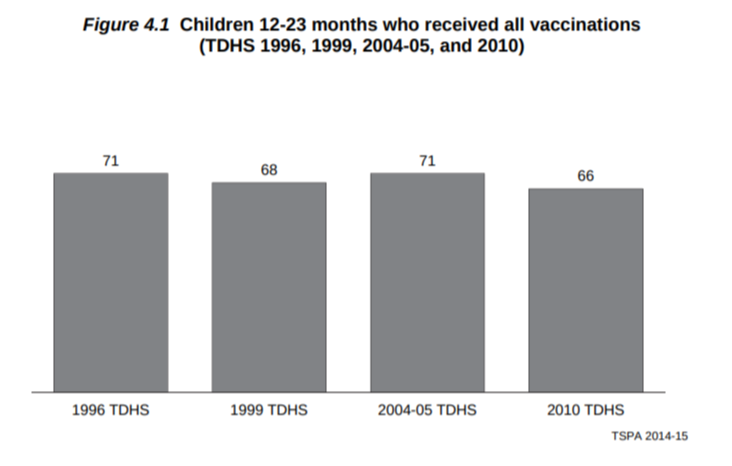 Figure 4.1 Children 12-23 months who received all vaccinations
(TDHS 1996, 1999, 2004-05, and 2010)
71
68
71
66
1996 TDHS
1999 TDHS
2004-05 TDHS
2010 TDHS
TSPA 2014-15